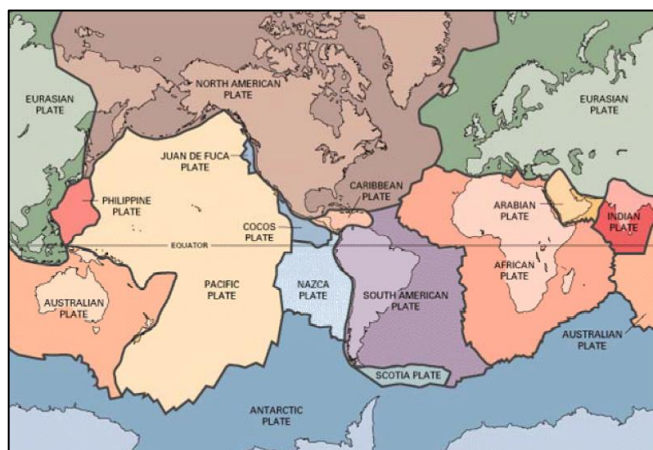 NORTH AMERICAN
PLATE
EURASIAN
PLATE
EURASIAN
PLATE
JUAN DE FUCA
PLATE
CARIBBEAN
PLATE
PHILIPPINE
PLATE
ARABIAN
PLATE
INDIAN
PLATE
COCOS
PLATE
EQUATOR
AUSTRALIAN
PLATE
PACIFIC
PLATE
NAZCA
PLATE
SOUTH AMERICAN
PLATE
AFRICAN
PLATE
AUSTRALIAN
PLATE
SCOTIA PLATE
ANTARCTIC
PLATE